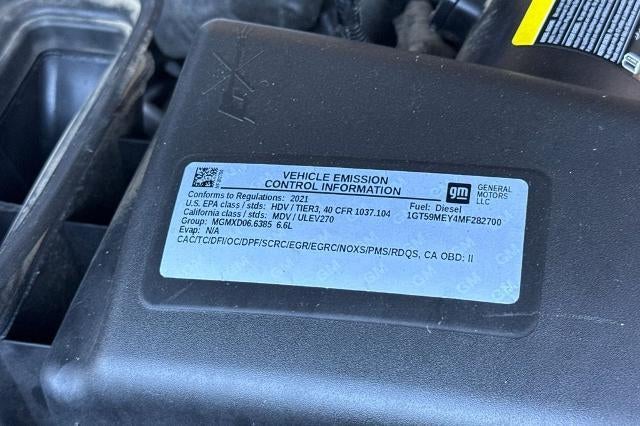 VEHICLE EMISSION
CONTROL INFORMATION
gm
GENERAL
MOTORS
LLC
Conforms to Regulations: 2021
Fuel: Diesel
U.S. EPA class / stds: HDV / TIER3, 40 CFR 1037.104
1GT59MEY4MF282700
California class / stds: MDV / ULEV270
Group: MGMXD06.6385 6.6L
Evap: N/A
CAC/TC/DFI/OC/DPF/SCRC/EGR/EGRC/NOXS/PMS/RDQS, CA OBD: II